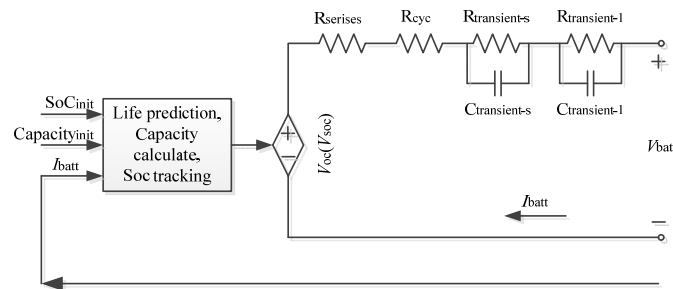 Rserises
Rcyc
Rtransient-s
Rtransient-l
Ctransient-s
Ctransient-l
+
SoCinit
Capacityinit
Ibatt
Life prediction,
Capacity
calculate,
Soc tracking
+
−
Voc(Vsoc)
Vbat
Ibatt
−